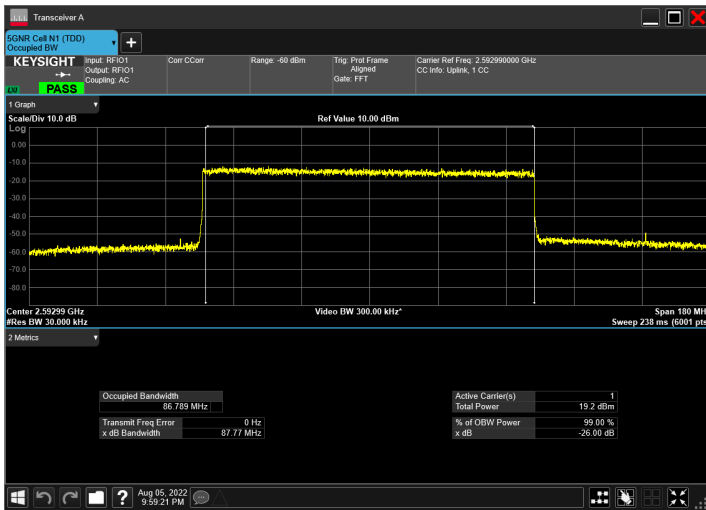 Transceiver A
5GNR Cell N1 (TDD)
Occupied BW
KEYSIGHT
LXI
PASS
Input: RFIO1
Output: RFIO1
Coupling: AC
Corr CCorr
Range: -60 dBm
Trig: Prot Frame
Aligned
Gate: FFT
Carrier Ref Freq: 2.592990000 GHz
CC Info: Uplink, 1 CC
1 Graph
Scale/Div 10.0 dB
Ref Value 10.00 dBm
Log
0.00
-10.0
-20.0
-30.0
-40.0
-50.0
-60.0
-70.0
-80.0
Center 2.59299 GHz
Video BW 300.00 kHz*
Span 180 MH
#Res BW 30.000 kHz
Sweep 238 ms (6001 pts
2 Metrics
Occupied Bandwidth
86.789 MHz
Transmit Freq Error 0 Hz
x dB Bandwidth 87.77 MHz
Active Carrier(s) 1
Total Power 19.2 dBm
% of OBW Power 99.00 %
x dB -26.00 dB
?
Aug 05, 2022
9:59:21 PM